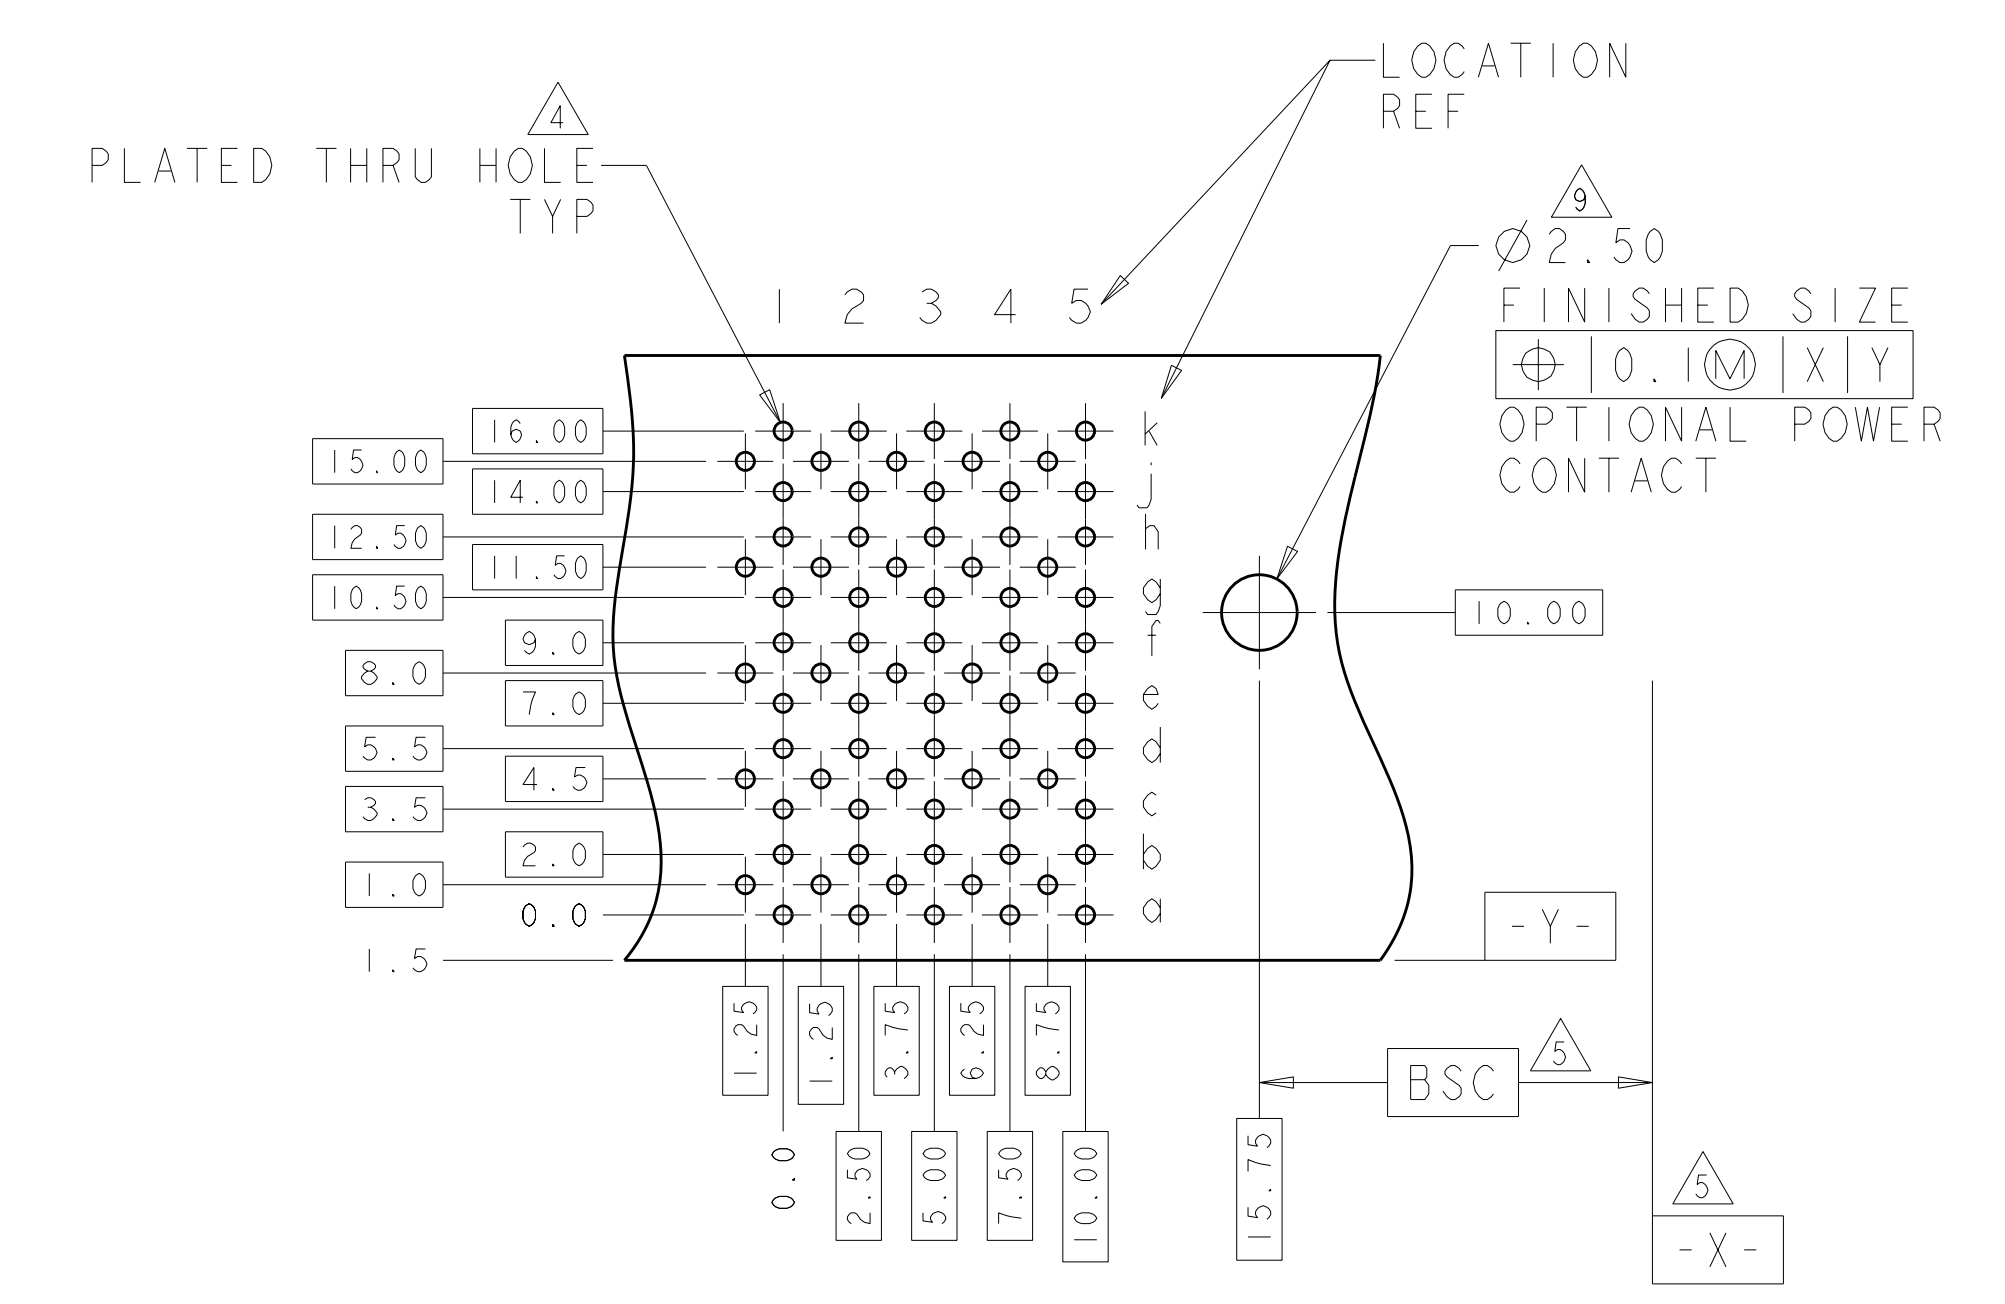 LOCATION
REF
4
PLATED THRU HOLE
TYP
9
Ø2.50
FINISHED SIZE
⌖ 0.1Ⓜ X Y
OPTIONAL POWER
CONTACT
1 2 3 4 5
16.00
15.00
14.00
12.50
11.50
10.50
9.0
8.0
7.0
5.5
4.5
3.5
2.0
1.0
0.0
1.5
k
j
h
g
f
e
d
c
b
a
10.00
-Y-
1.25
1.25
3.75
6.25
8.75
0.0
2.50
5.00
7.50
10.00
15.75
BSC
5
5
-X-